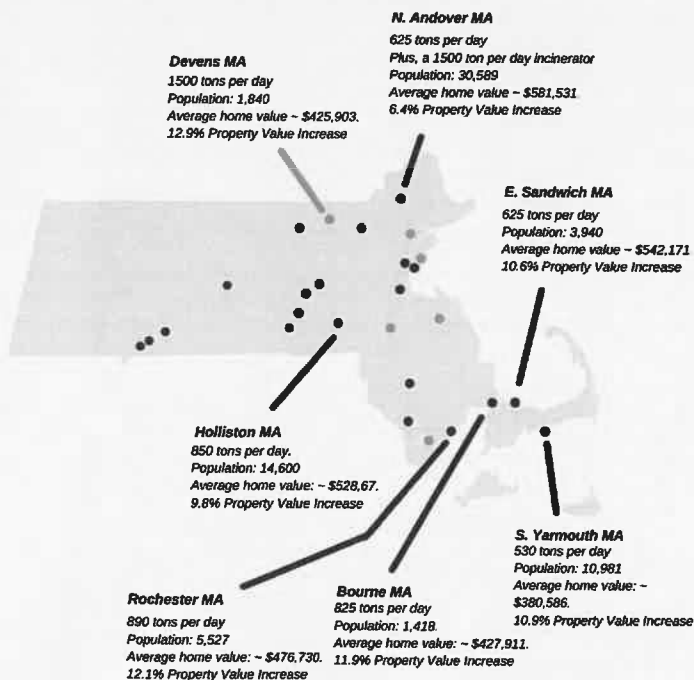 N. Andover MA
625 tons per day
Plus, a 1500 ton per day incinerator
Population: 30,589
Average home value ~ $581,531
6.4% Property Value Increase
Devens MA
1500 tons per day
Population: 1,840
Average home value ~ $425,903.
12.9% Property Value Increase
E. Sandwich MA
625 tons per day
Population: 3,940
Average home value ~ $542,171
10.6% Property Value Increase
Holliston MA
850 tons per day.
Population: 14,600
Average home value: ~ $528,67.
9.8% Property Value Increase
S. Yarmouth MA
530 tons per day
Population: 10,981
Average home value: ~
$380,586.
10.9% Property Value Increase
Rochester MA
890 tons per day
Population: 5,527
Average home value: ~ $476,730.
12.1% Property Value Increase
Bourne MA
825 tons per day
Population: 1,418.
Average home value: ~ $427,911.
11.9% Property Value Increase